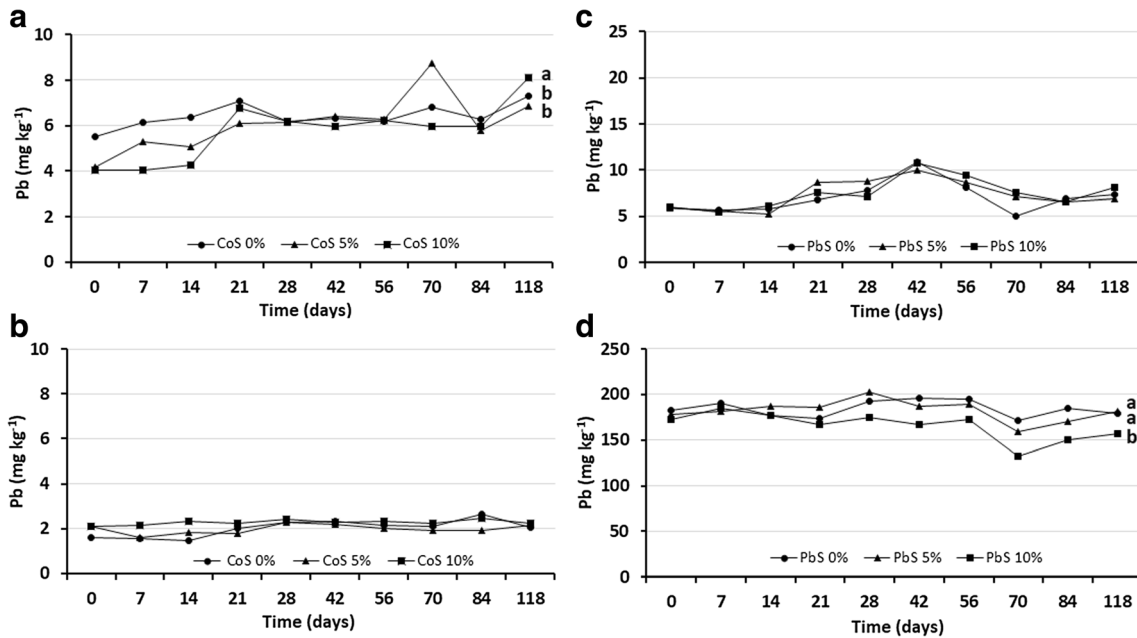 a
10
8
6
4
2
0
Pb (mg kg⁻¹)
a
b
b
CoS 0% CoS 5% CoS 10%
0 7 14 21 28 42 56 70 84 118
Time (days)
b
10
8
6
4
2
0
Pb (mg kg⁻¹)
CoS 0% CoS 5% CoS 10%
0 7 14 21 28 42 56 70 84 118
Time (days)
c
25
20
15
10
5
0
Pb (mg kg⁻¹)
PbS 0% PbS 5% PbS 10%
0 7 14 21 28 42 56 70 84 118
Time (days)
d
250
200
150
100
50
0
Pb (mg kg⁻¹)
a
a
b
PbS 0% PbS 5% PbS 10%
0 7 14 21 28 42 56 70 84 118
Time (days)